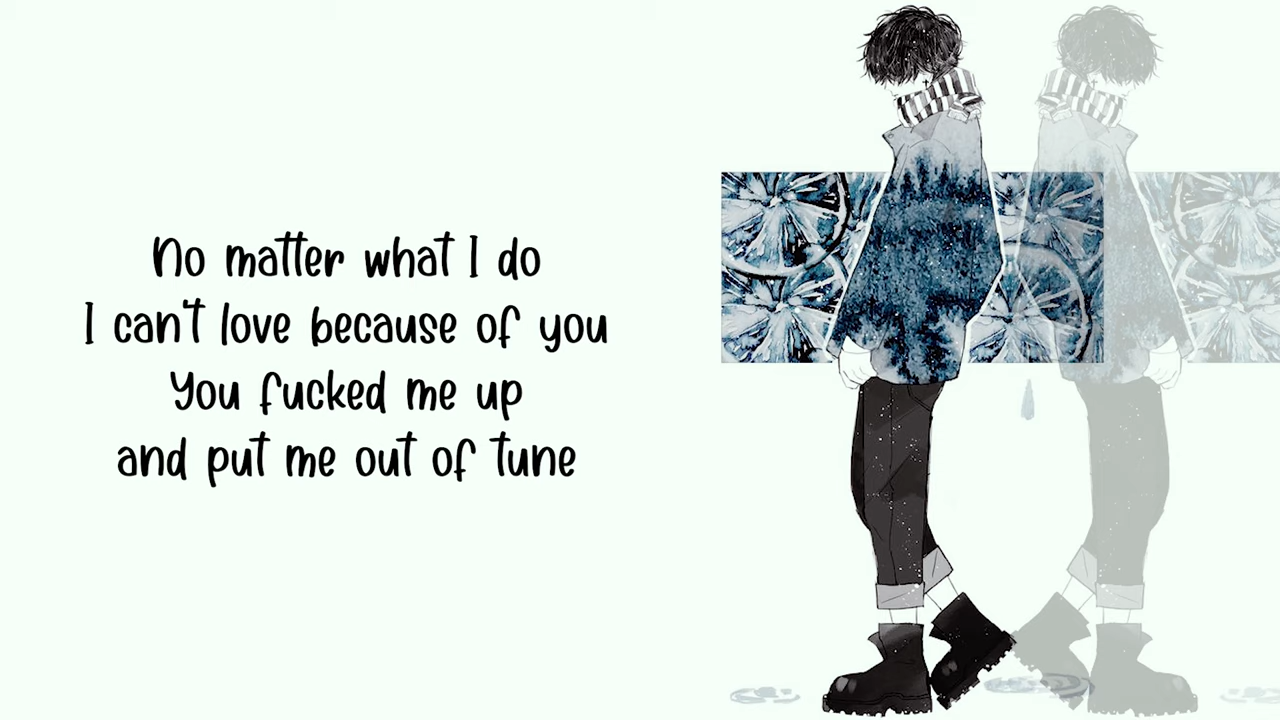 No matter what I do
I can't love because of you
You fucked me up
and put me out of tune